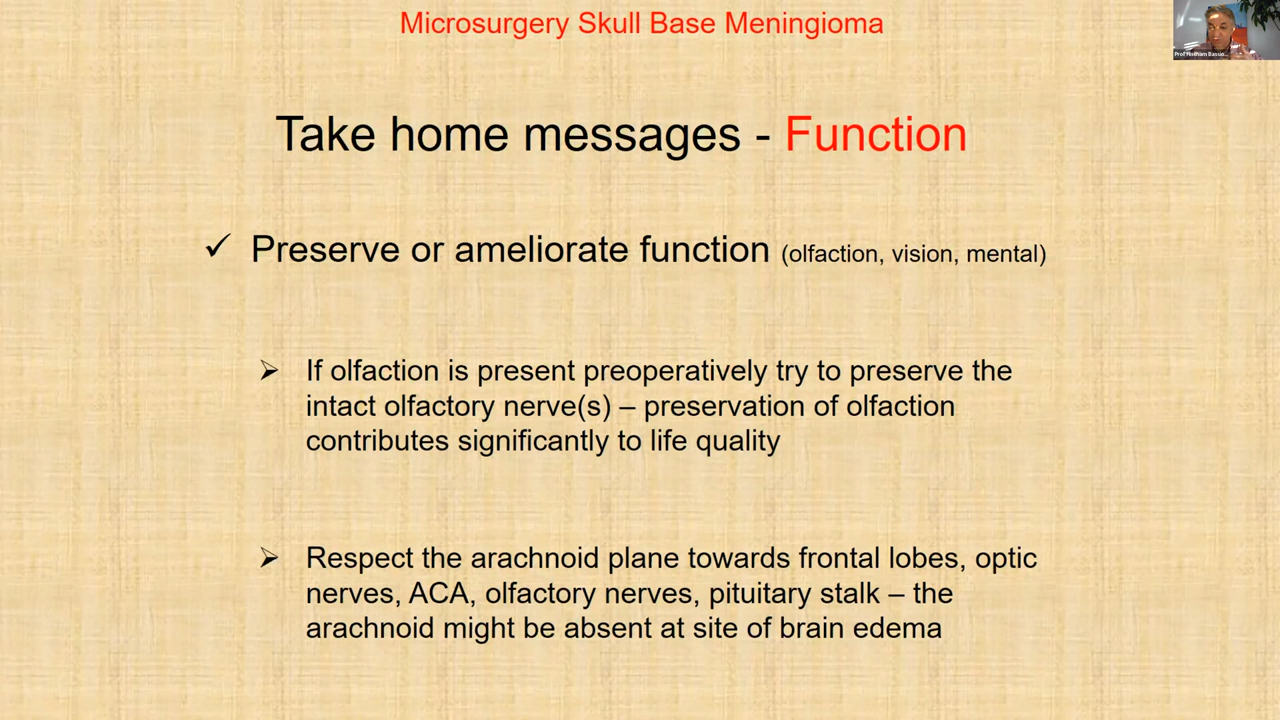 Microsurgery Skull Base Meningioma
Take home messages - Function
✓ Preserve or ameliorate function (olfaction, vision, mental)
➢ If olfaction is present preoperatively try to preserve the
intact olfactory nerve(s) – preservation of olfaction
contributes significantly to life quality
➢ Respect the arachnoid plane towards frontal lobes, optic
nerves, ACA, olfactory nerves, pituitary stalk – the
arachnoid might be absent at site of brain edema